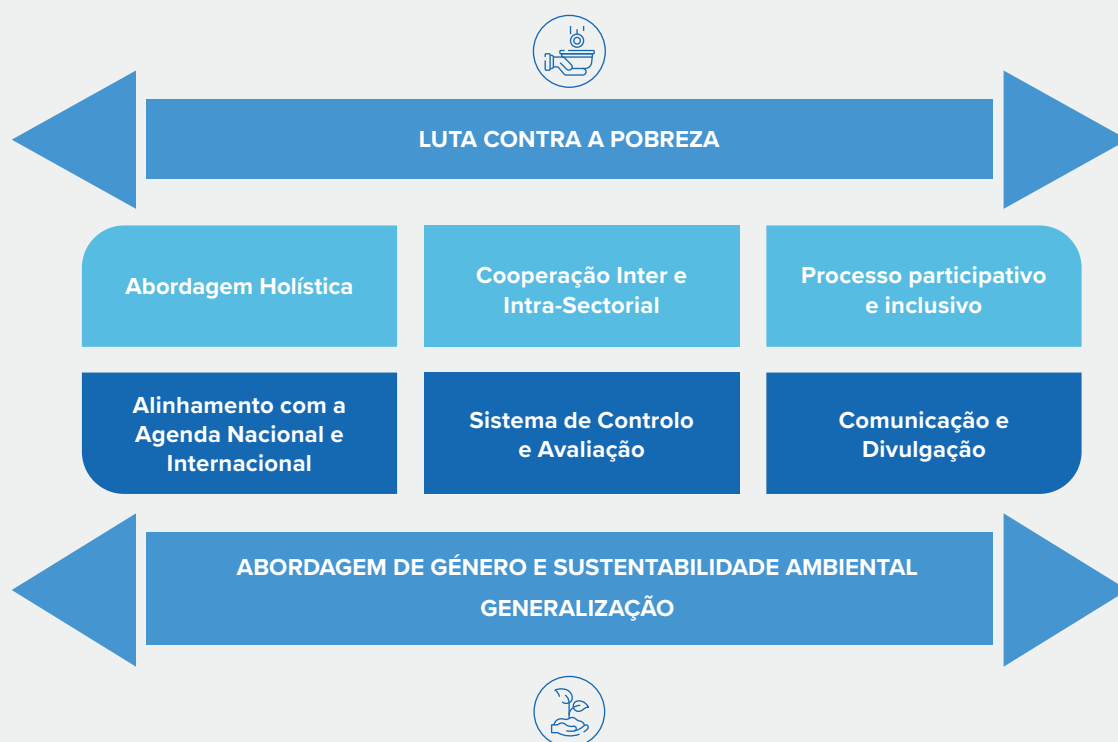 LUTA CONTRA A POBREZA
Abordagem Holística
Cooperação Inter e
Intra-Sectorial
Processo participativo
e inclusivo
Alinhamento com a
Agenda Nacional e
Internacional
Sistema de Controlo
e Avaliação
Comunicação e
Divulgação
ABORDAGEM DE GÉNERO E SUSTENTABILIDADE AMBIENTAL
GENERALIZAÇÃO